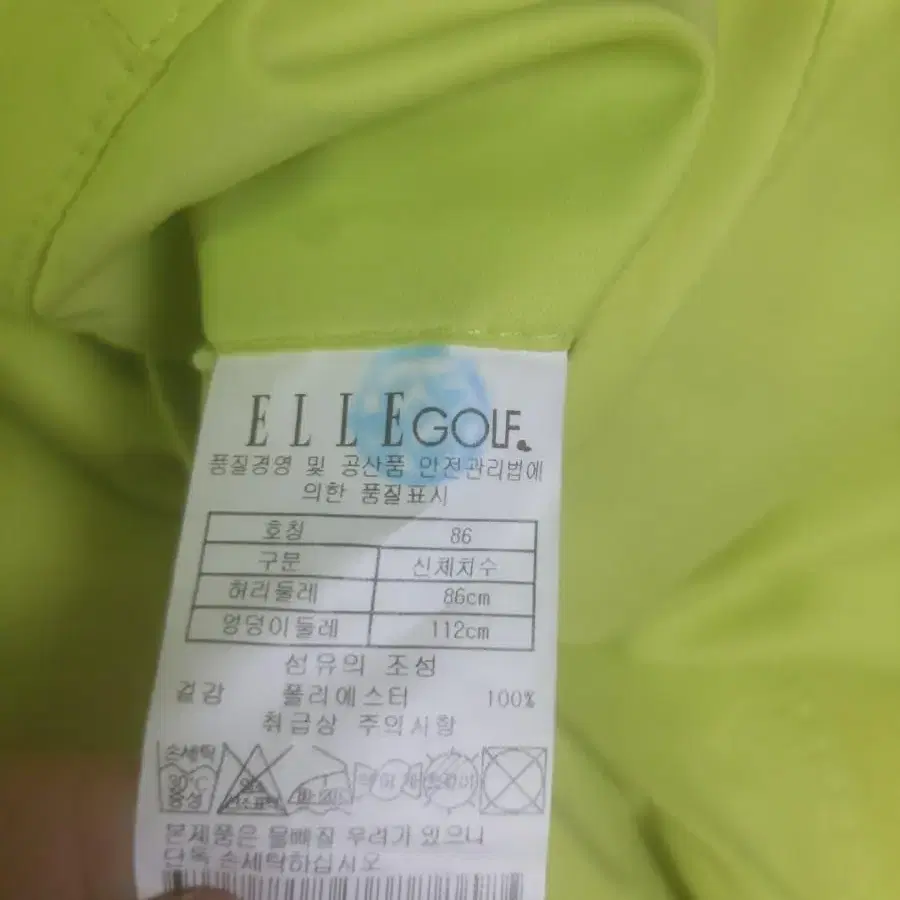 ELLE GOLF.
품질경영 및 공산품 안전관리법에
의한 품질표시
호칭 86
구분 신체치수
허리둘레 86cm
엉덩이둘레 112cm
섬유의 조성
겉감 폴리에스터 100%
취급상 주의사항
손세탁
30℃
중성
본제품은 물빠질 우려가 있으니
단독 손세탁하십시오